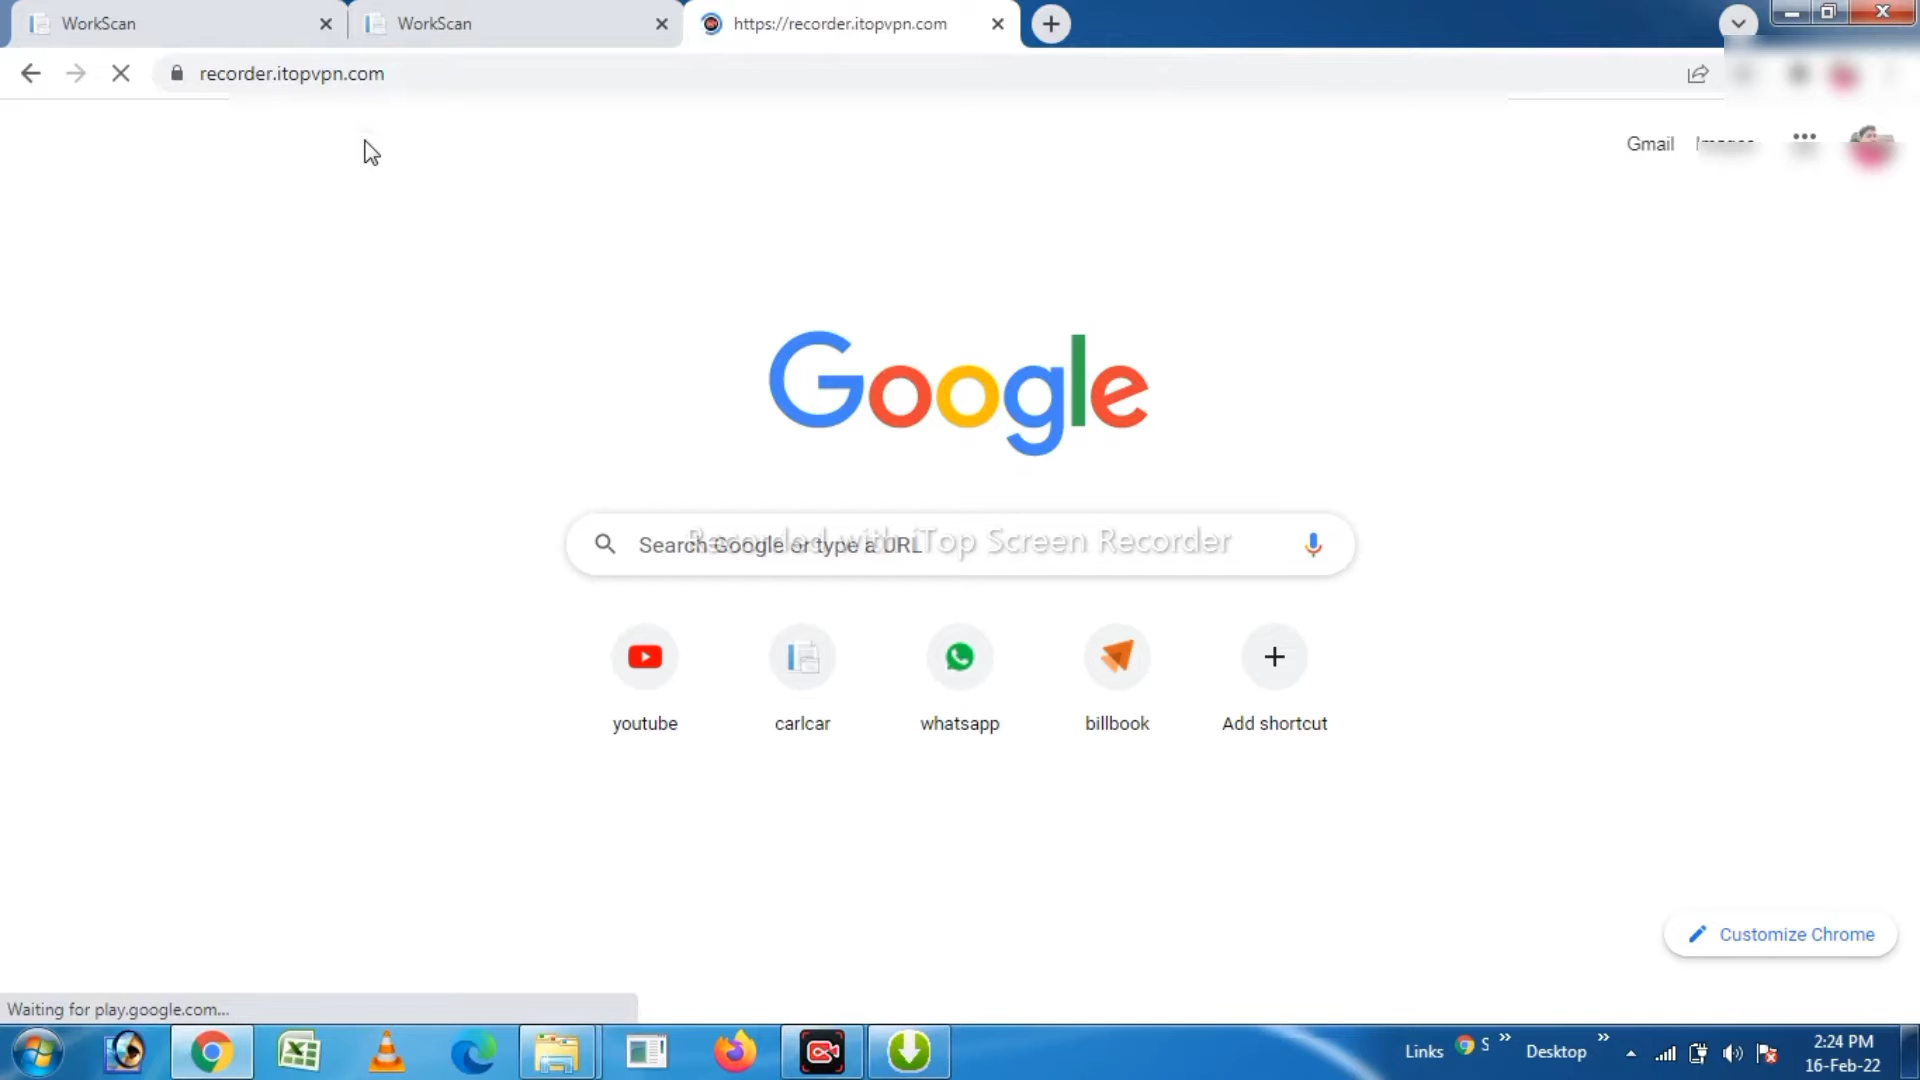 WorkScan
WorkScan
https://recorder.itopvpn.com
recorder.itopvpn.com
Gmail
Images
Google
Search Google or type a URL
Recorded with iTop Screen Recorder
youtube
carlcar
whatsapp
billbook
Add shortcut
Customize Chrome
Waiting for play.google.com...
Links
S
Desktop
2:24 PM
16-Feb-22